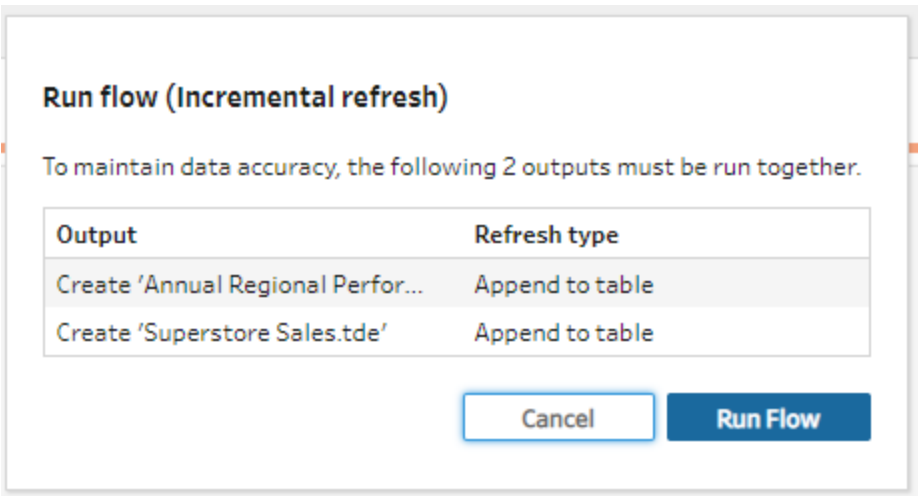 Run flow (Incremental refresh)
To maintain data accuracy, the following 2 outputs must be run together.
Output Refresh type
Create 'Annual Regional Perfor... Append to table
Create 'Superstore Sales.tde' Append to table
Cancel Run Flow